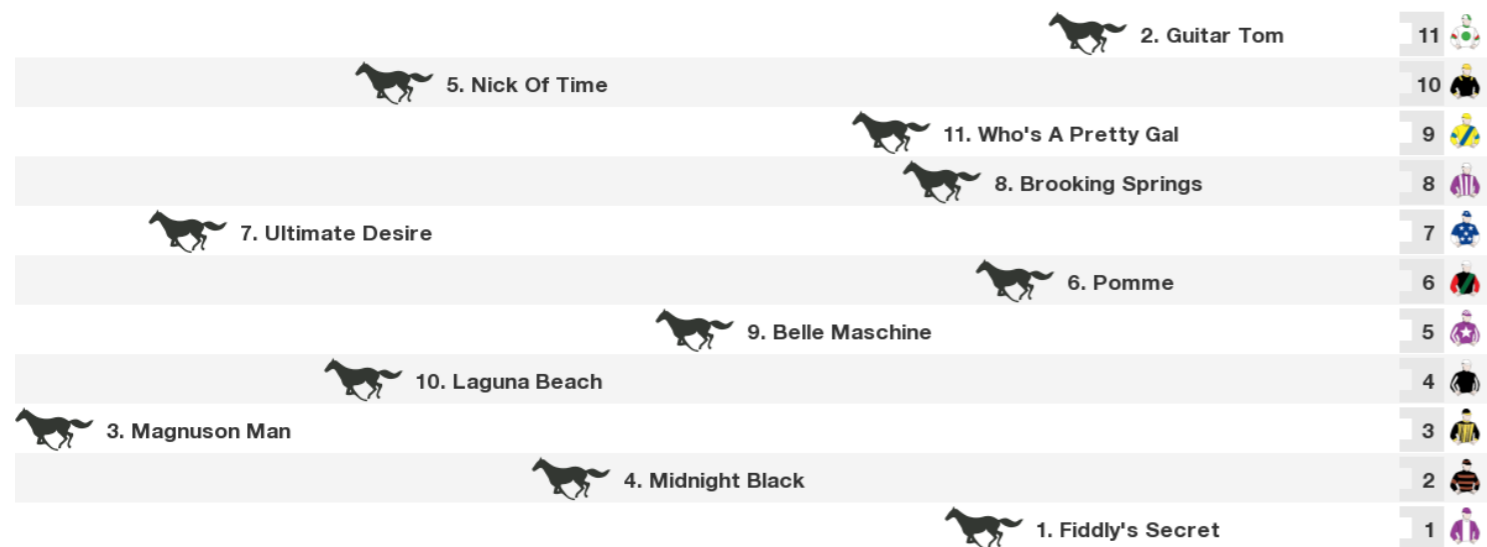 2. Guitar Tom 11
5. Nick Of Time 10
11. Who's A Pretty Gal 9
8. Brooking Springs 8
7. Ultimate Desire 7
6. Pomme 6
9. Belle Maschine 5
10. Laguna Beach 4
3. Magnuson Man 3
4. Midnight Black 2
1. Fiddly's Secret 1